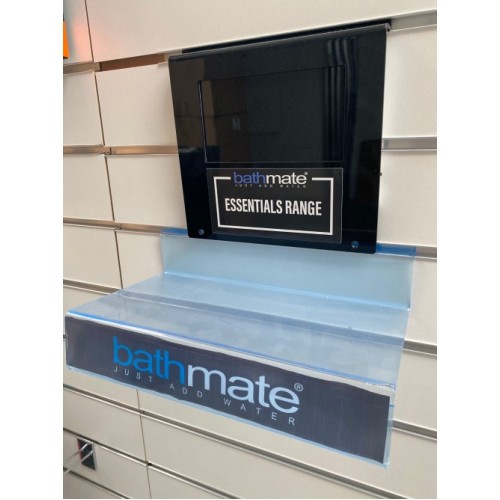 bathmate®
JUST ADD WATER
ESSENTIALS RANGE
bathmate®
JUST ADD WATER